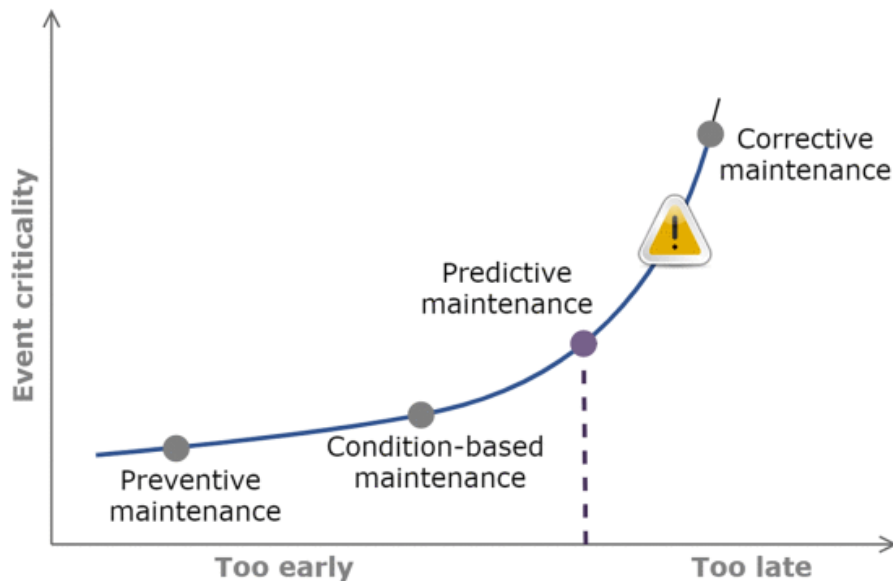 Event criticality
Corrective
maintenance
Predictive
maintenance
Condition-based
maintenance
Preventive
maintenance
Too early
Too late